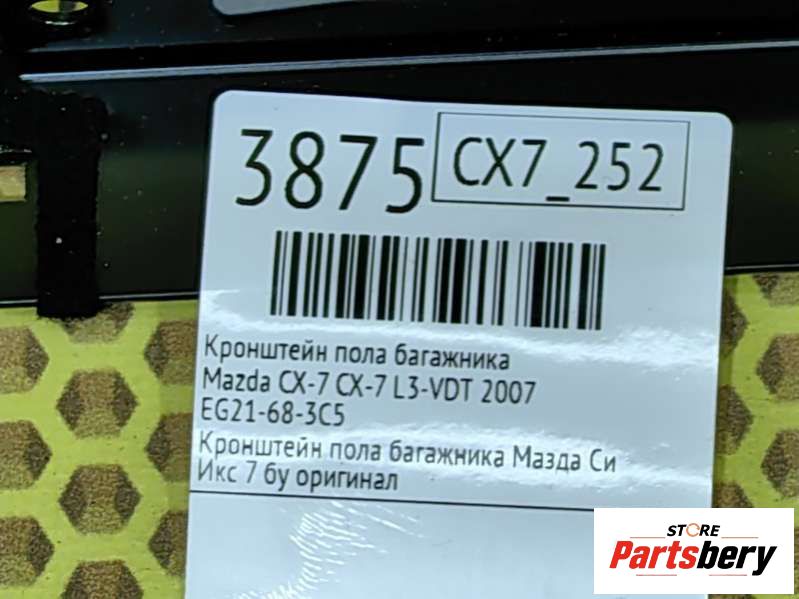 3875
CX7_252
Кронштейн пола багажника
Mazda CX-7 CX-7 L3-VDT 2007
EG21-68-3C5
Кронштейн пола багажника Мазда Си
Икс 7 бу оригинал
STORE
Partsbery